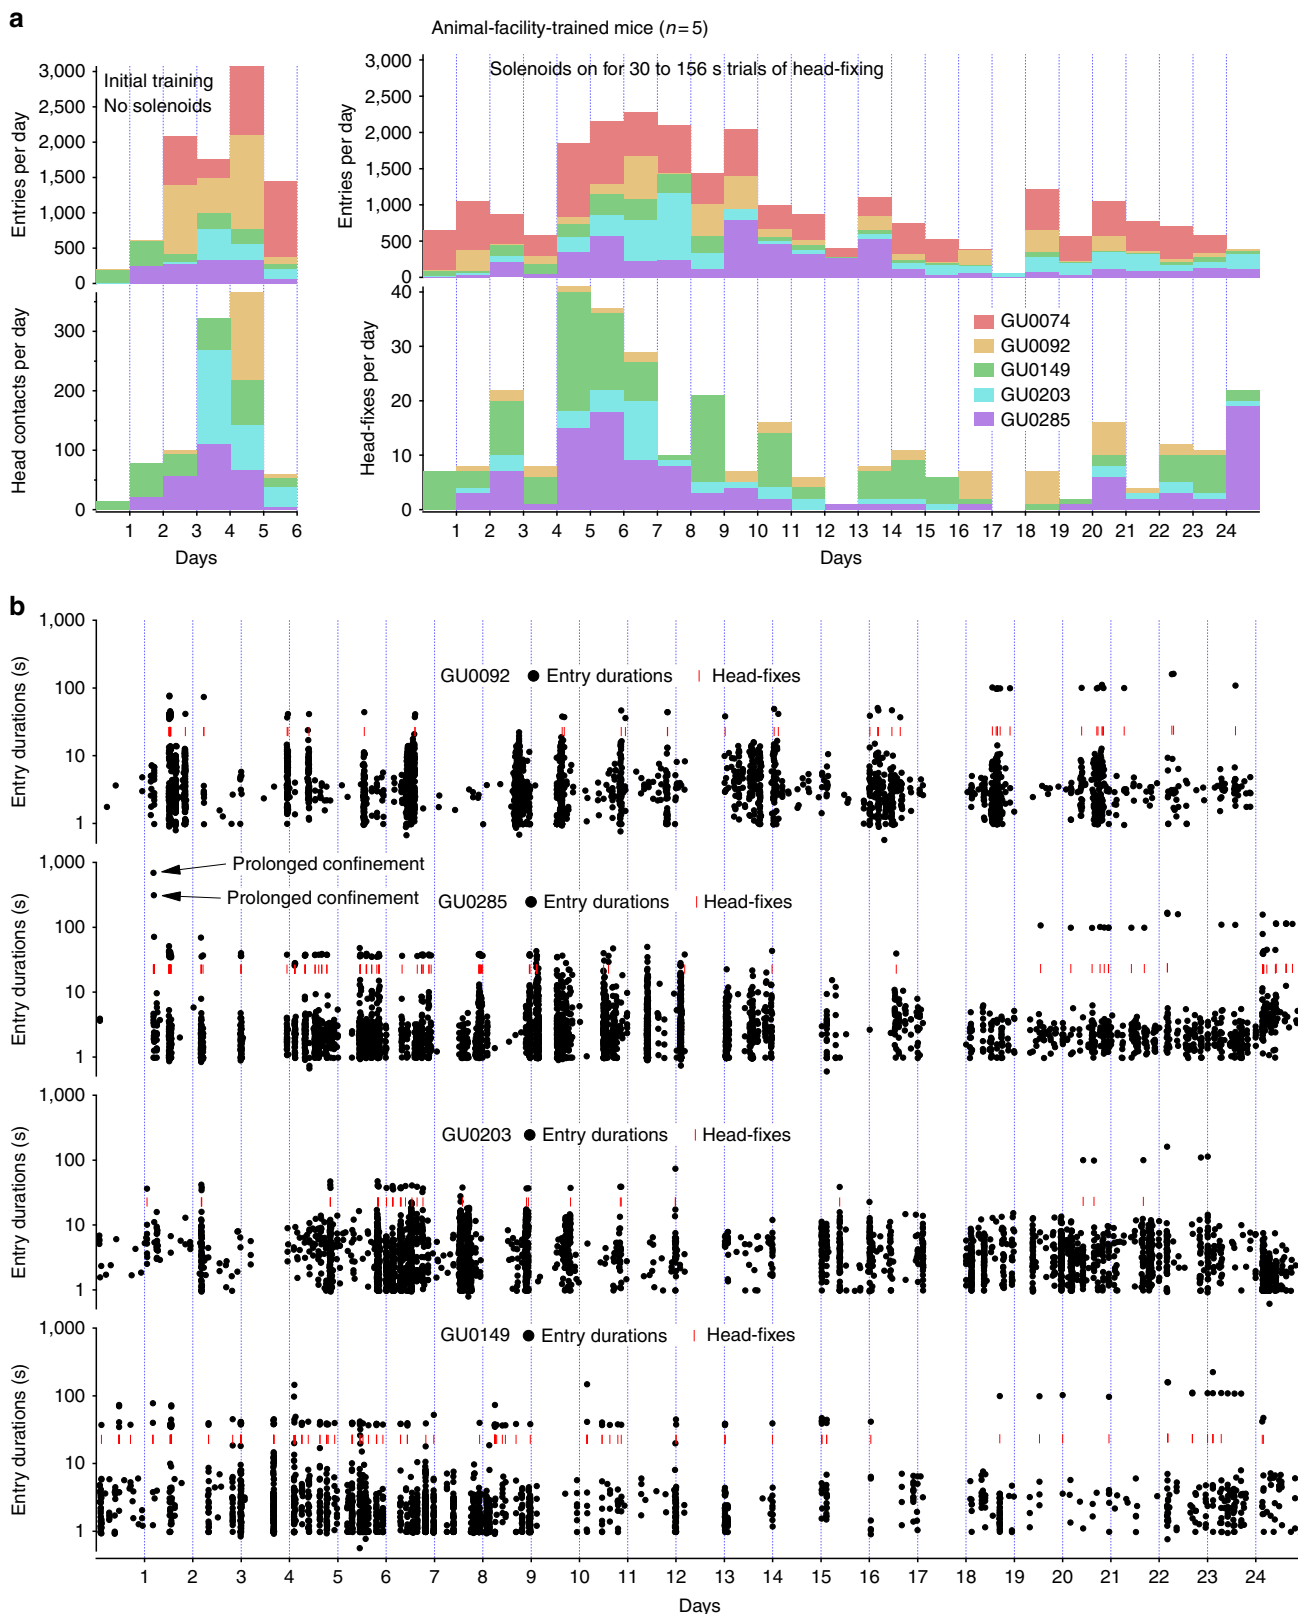 a
Animal-facility-trained mice (n=5)
Initial training
No solenoids
Solenoids on for 30 to 156 s trials of head-fixing
Entries per day
3,000
2,500
2,000
1,500
1,000
500
0
Entries per day
3,000
2,500
2,000
1,500
1,000
500
0
Head contacts per day
300
200
100
0
1 2 3 4 5 6
Days
Head-fixes per day
40
30
20
10
0
GU0074
GU0092
GU0149
GU0203
GU0285
1 2 3 4 5 6 7 8 9 10 11 12 13 14 15 16 17 18 19 20 21 22 23 24
Days
b
Entry durations (s)
1,000
100
10
1
GU0092 Entry durations Head-fixes
Entry durations (s)
1,000
100
10
1
Prolonged confinement
Prolonged confinement
GU0285 Entry durations Head-fixes
Entry durations (s)
1,000
100
10
1
GU0203 Entry durations Head-fixes
Entry durations (s)
1,000
100
10
1
GU0149 Entry durations Head-fixes
1 2 3 4 5 6 7 8 9 10 11 12 13 14 15 16 17 18 19 20 21 22 23 24
Days